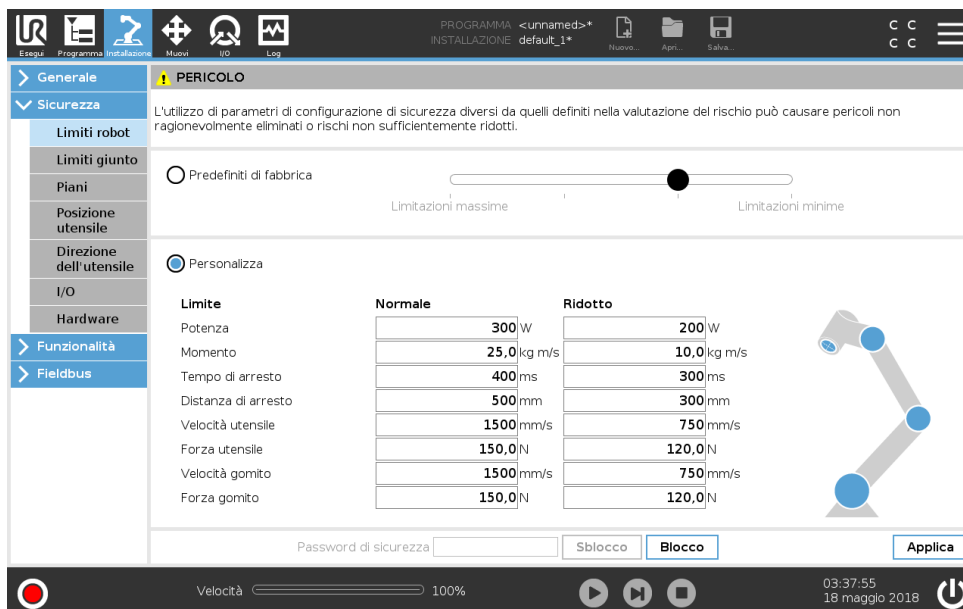 UR
PROGRAMMA <unnamed>*
INSTALLAZIONE default_1*
Esegui Programma Installazione Muovi I/O Log Nuovo... Apri... Salva...
C C
C C
Generale
Sicurezza
Limiti robot
Limiti giunto
Piani
Posizione
utensile
Direzione
dell'utensile
I/O
Hardware
Funzionalità
Fieldbus
PERICOLO
L'utilizzo di parametri di configurazione di sicurezza diversi da quelli definiti nella valutazione del rischio può causare pericoli non
ragionevolmente eliminati o rischi non sufficientemente ridotti.
Predefiniti di fabbrica
Limitazioni massime Limitazioni minime
Personalizza
Limite Normale Ridotto
Potenza 300 W 200 W
Momento 25,0 kg m/s 10,0 kg m/s
Tempo di arresto 400 ms 300 ms
Distanza di arresto 500 mm 300 mm
Velocità utensile 1500 mm/s 750 mm/s
Forza utensile 150,0 N 120,0 N
Velocità gomito 1500 mm/s 750 mm/s
Forza gomito 150,0 N 120,0 N
Password di sicurezza Sblocco Blocco Applica
Velocità 100%
03:37:55
18 maggio 2018